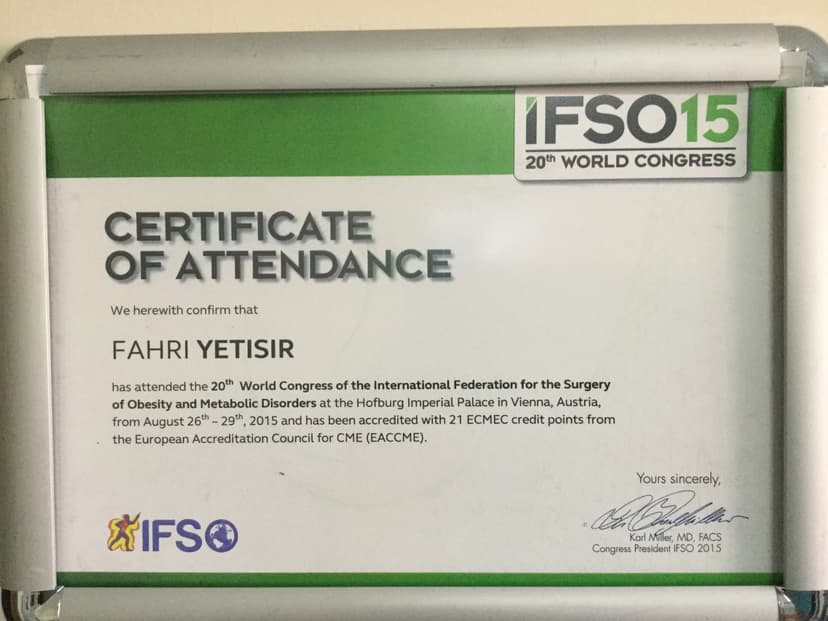 IFSO15
20th WORLD CONGRESS
CERTIFICATE
OF ATTENDANCE
We herewith confirm that
FAHRI YETISIR
has attended the 20th World Congress of the International Federation for the Surgery
of Obesity and Metabolic Disorders at the Hofburg Imperial Palace in Vienna, Austria,
from August 26th – 29th, 2015 and has been accredited with 21 ECMEC credit points from
the European Accreditation Council for CME (EACCME).
Yours sincerely,
Karl Miller, MD, FACS
Congress President IFSO 2015
IFSO